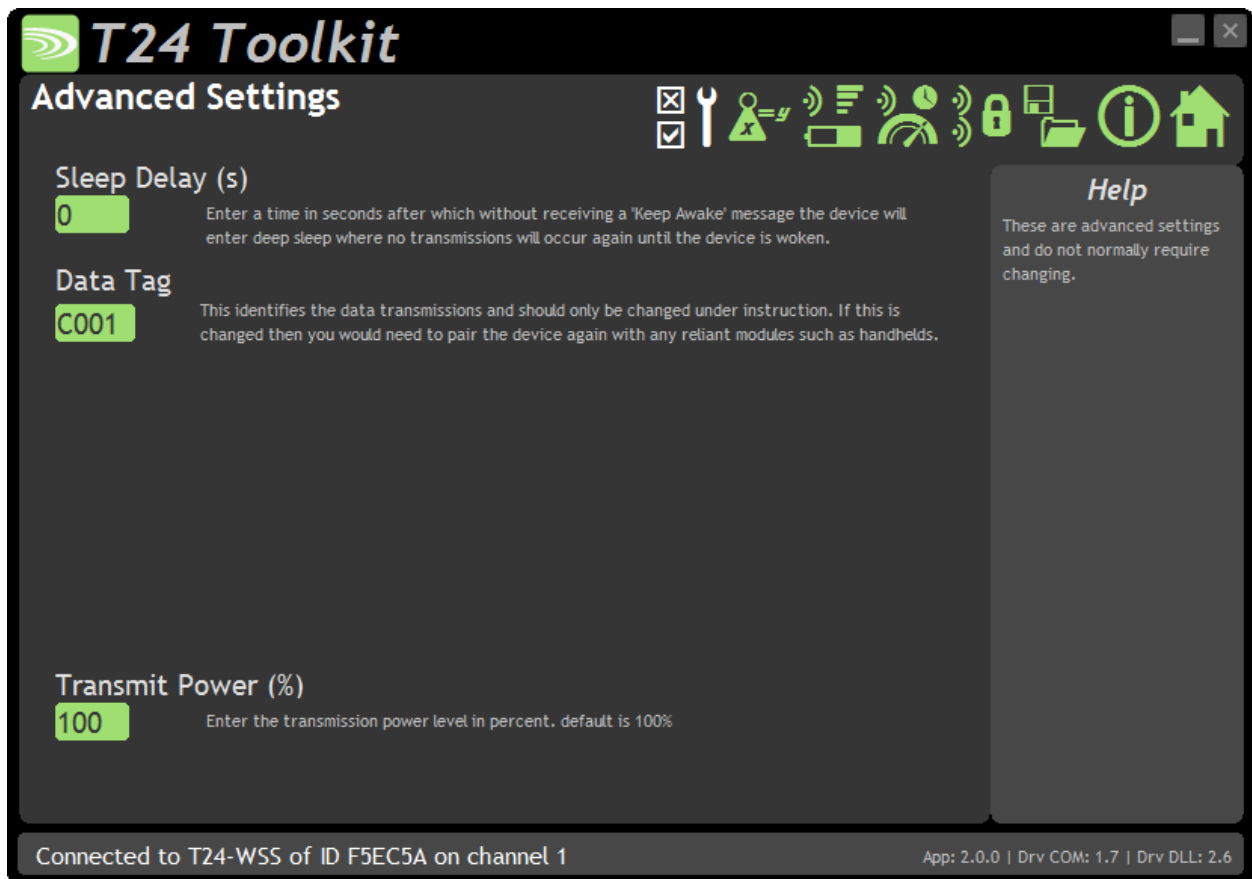 T24 Toolkit
Advanced Settings
x=y
Sleep Delay (s)
0
Enter a time in seconds after which without receiving a 'Keep Awake' message the device will
enter deep sleep where no transmissions will occur again until the device is woken.
Data Tag
C001
This identifies the data transmissions and should only be changed under instruction. If this is
changed then you would need to pair the device again with any reliant modules such as handhelds.
Transmit Power (%)
100
Enter the transmission power level in percent. default is 100%
Help
These are advanced settings
and do not normally require
changing.
Connected to T24-WSS of ID F5EC5A on channel 1
App: 2.0.0 | Drv COM: 1.7 | Drv DLL: 2.6